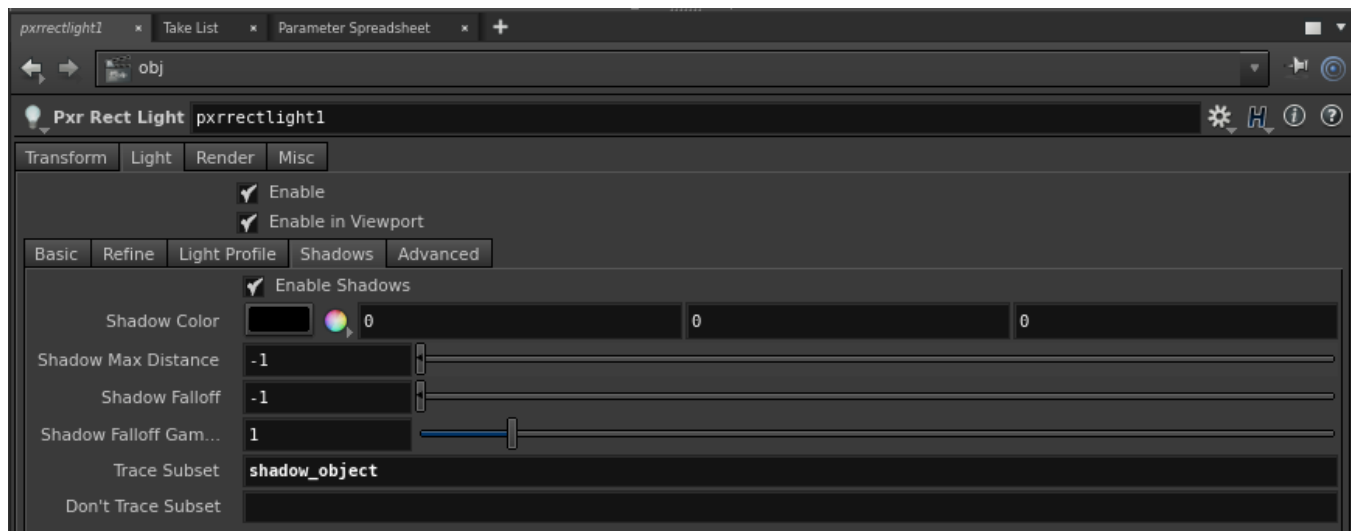 pxrrectlight1 Take List Parameter Spreadsheet
obj
Pxr Rect Light pxrrectlight1
Transform Light Render Misc
Enable
Enable in Viewport
Basic Refine Light Profile Shadows Advanced
Enable Shadows
Shadow Color 0 0 0
Shadow Max Distance -1
Shadow Falloff -1
Shadow Falloff Gam... 1
Trace Subset shadow_object
Don't Trace Subset